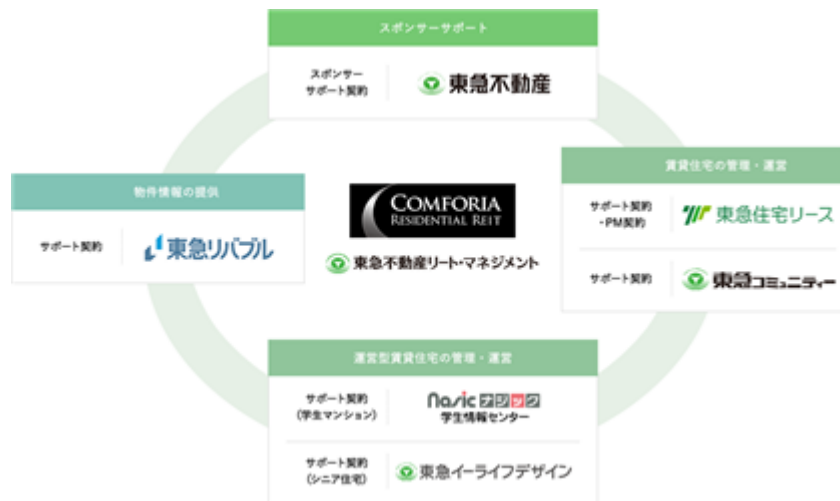 スポンサーサポート
スポンサー
サポート契約
東急不動産
物件情報の提供
サポート契約
東急リバブル
COMFORIA
RESIDENTIAL REIT
東急不動産リート・マネジメント
賃貸住宅の管理・運営
サポート契約
・PM契約
東急住宅リース
サポート契約
東急コミュニティー
運営型賃貸住宅の管理・運営
サポート契約
(学生マンション)
Nasic ナジック
学生情報センター
サポート契約
(シニア住宅)
東急イーライフデザイン